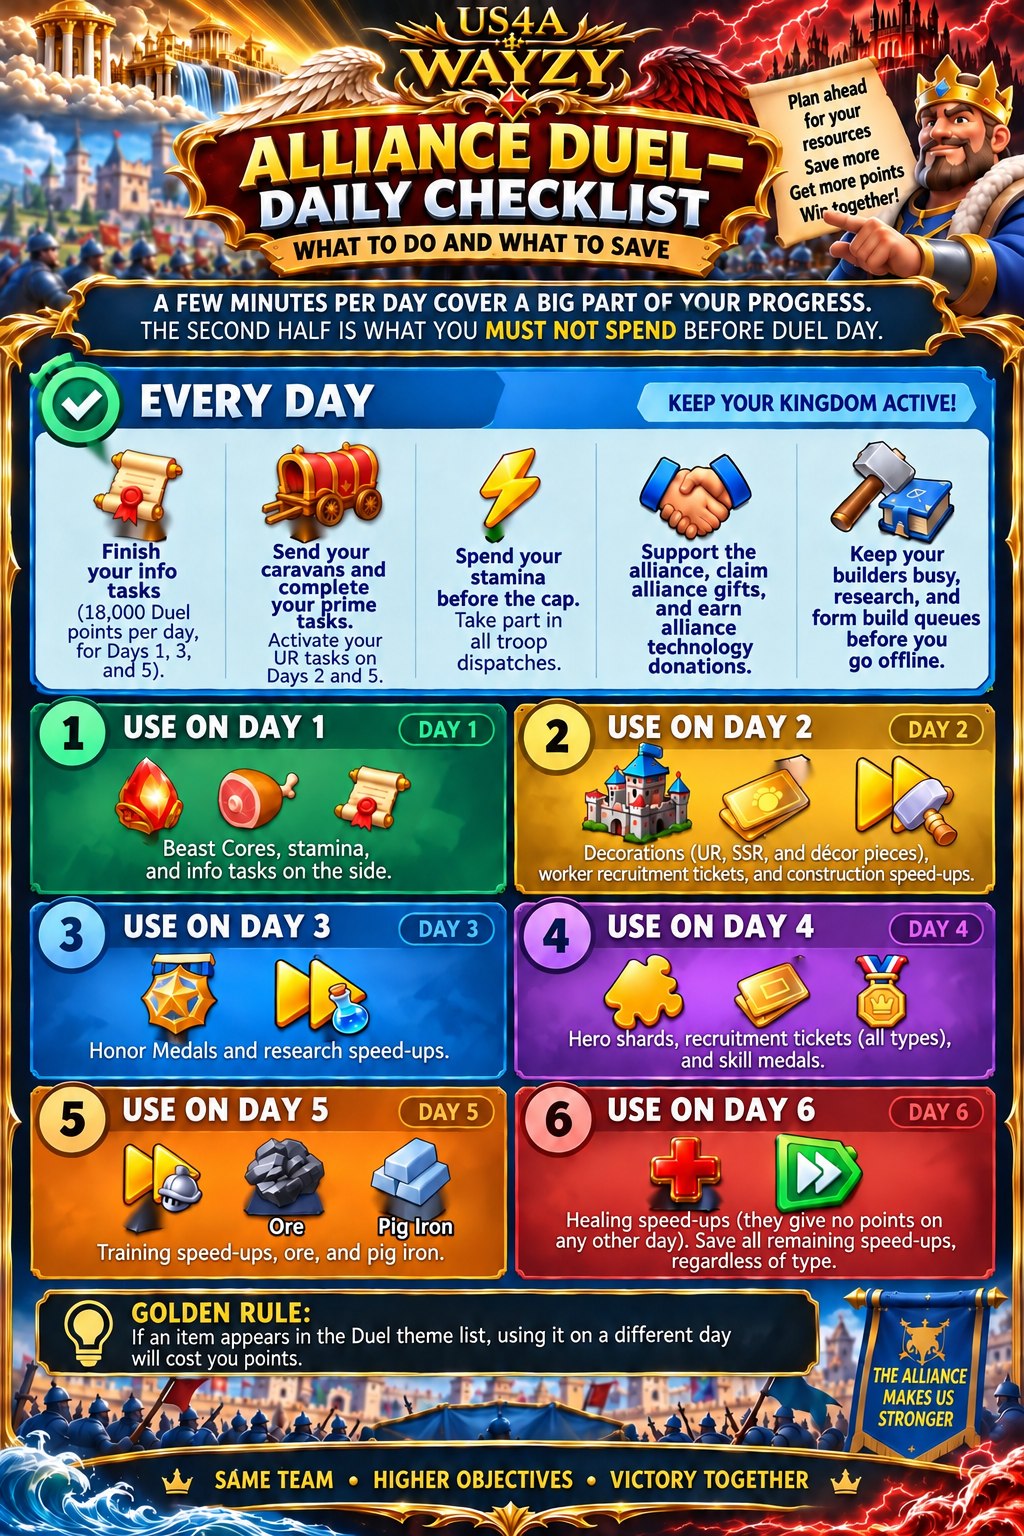 US4A
WAYZY
ALLIANCE DUEL–
DAILY CHECKLIST
WHAT TO DO AND WHAT TO SAVE
Plan ahead
for your
resources
Save more
Get more points
Win together!
A FEW MINUTES PER DAY COVER A BIG PART OF YOUR PROGRESS.
THE SECOND HALF IS WHAT YOU MUST NOT SPEND BEFORE DUEL DAY.
EVERY DAY
KEEP YOUR KINGDOM ACTIVE!
Finish
your info
tasks
(18,000 Duel
points per day,
for Days 1, 3,
and 5).
Send your
caravans and
complete
your prime
tasks.
Activate your
UR tasks on
Days 2 and 5.
Spend your
stamina
before the cap.
Take part in
all troop
dispatches.
Support the
alliance, claim
alliance gifts,
and earn
alliance
technology
donations.
Keep your
builders busy,
research, and
form build queues
before you
go offline.
1 USE ON DAY 1 DAY 1
Beast Cores, stamina,
and info tasks on the side.
2 USE ON DAY 2 DAY 2
Decorations (UR, SSR, and décor pieces),
worker recruitment tickets, and construction speed-ups.
3 USE ON DAY 3 DAY 3
Honor Medals and research speed-ups.
4 USE ON DAY 4 DAY 4
Hero shards, recruitment tickets (all types),
and skill medals.
5 USE ON DAY 5 DAY 5
Ore
Pig Iron
Training speed-ups, ore, and pig iron.
6 USE ON DAY 6 DAY 6
Healing speed-ups (they give no points on
any other day). Save all remaining speed-ups,
regardless of type.
GOLDEN RULE:
If an item appears in the Duel theme list, using it on a different day
will cost you points.
THE ALLIANCE
MAKES US
STRONGER
SAME TEAM • HIGHER OBJECTIVES • VICTORY TOGETHER